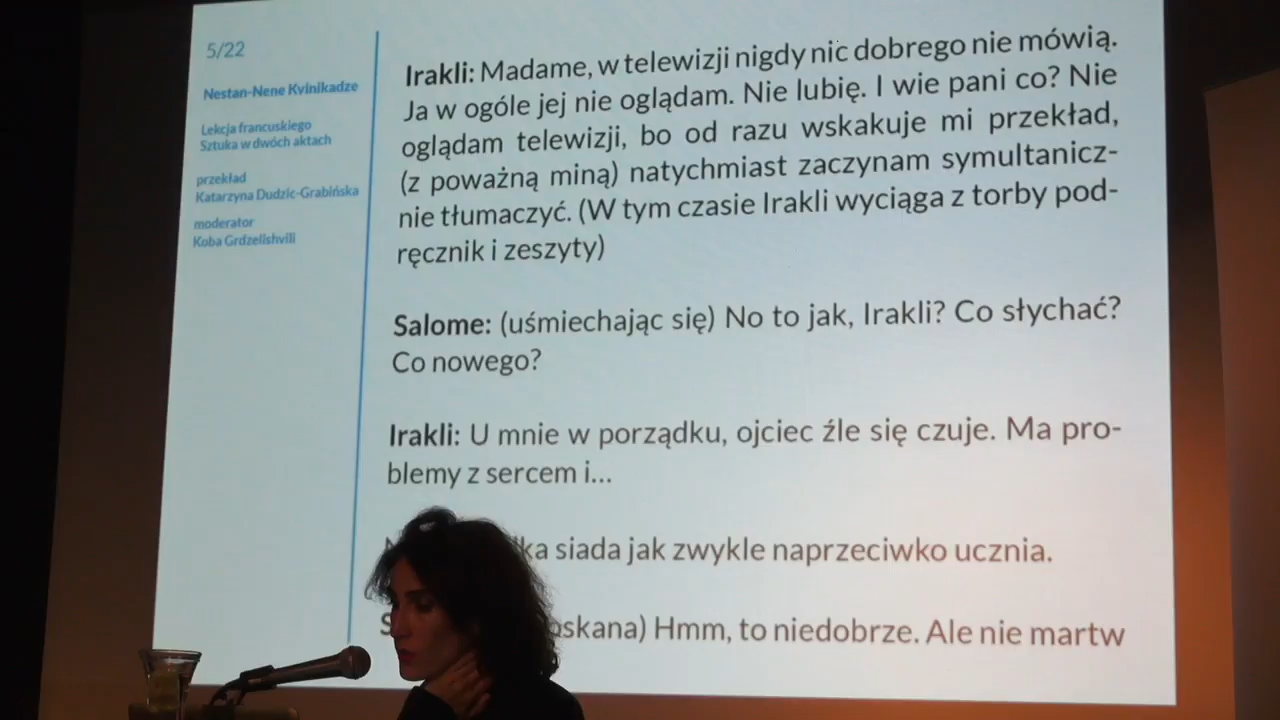 5/22
Nestan-Nene Kvinikadze
Lekcja francuskiego
Sztuka w dwóch aktach
przekład
Katarzyna Dudzic-Grabińska
moderator
Koba Grdzelishvili
Irakli: Madame, w telewizji nigdy nic dobrego nie mówią.
Ja w ogóle jej nie oglądam. Nie lubię. I wie pani co? Nie
oglądam telewizji, bo od razu wskakuje mi przekład,
(z poważną miną) natychmiast zaczynam symultanicz-
nie tłumaczyć. (W tym czasie Irakli wyciąga z torby pod-
ręcznik i zeszyty)
Salome: (uśmiechając się) No to jak, Irakli? Co słychać?
Co nowego?
Irakli: U mnie w porządku, ojciec źle się czuje. Ma pro-
blemy z sercem i...
siada jak zwykle naprzeciwko ucznia.
Hmm, to niedobrze. Ale nie martw